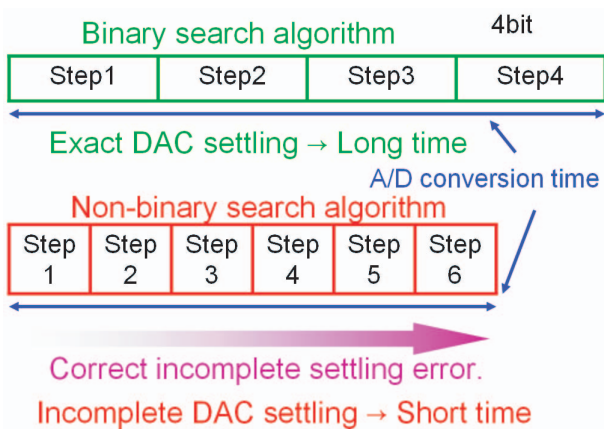 Binary search algorithm 4bit
Step1 Step2 Step3 Step4
Exact DAC settling → Long time
A/D conversion time
Non-binary search algorithm
Step 1 Step 2 Step 3 Step 4 Step 5 Step 6
Correct incomplete settling error.
Incomplete DAC settling → Short time